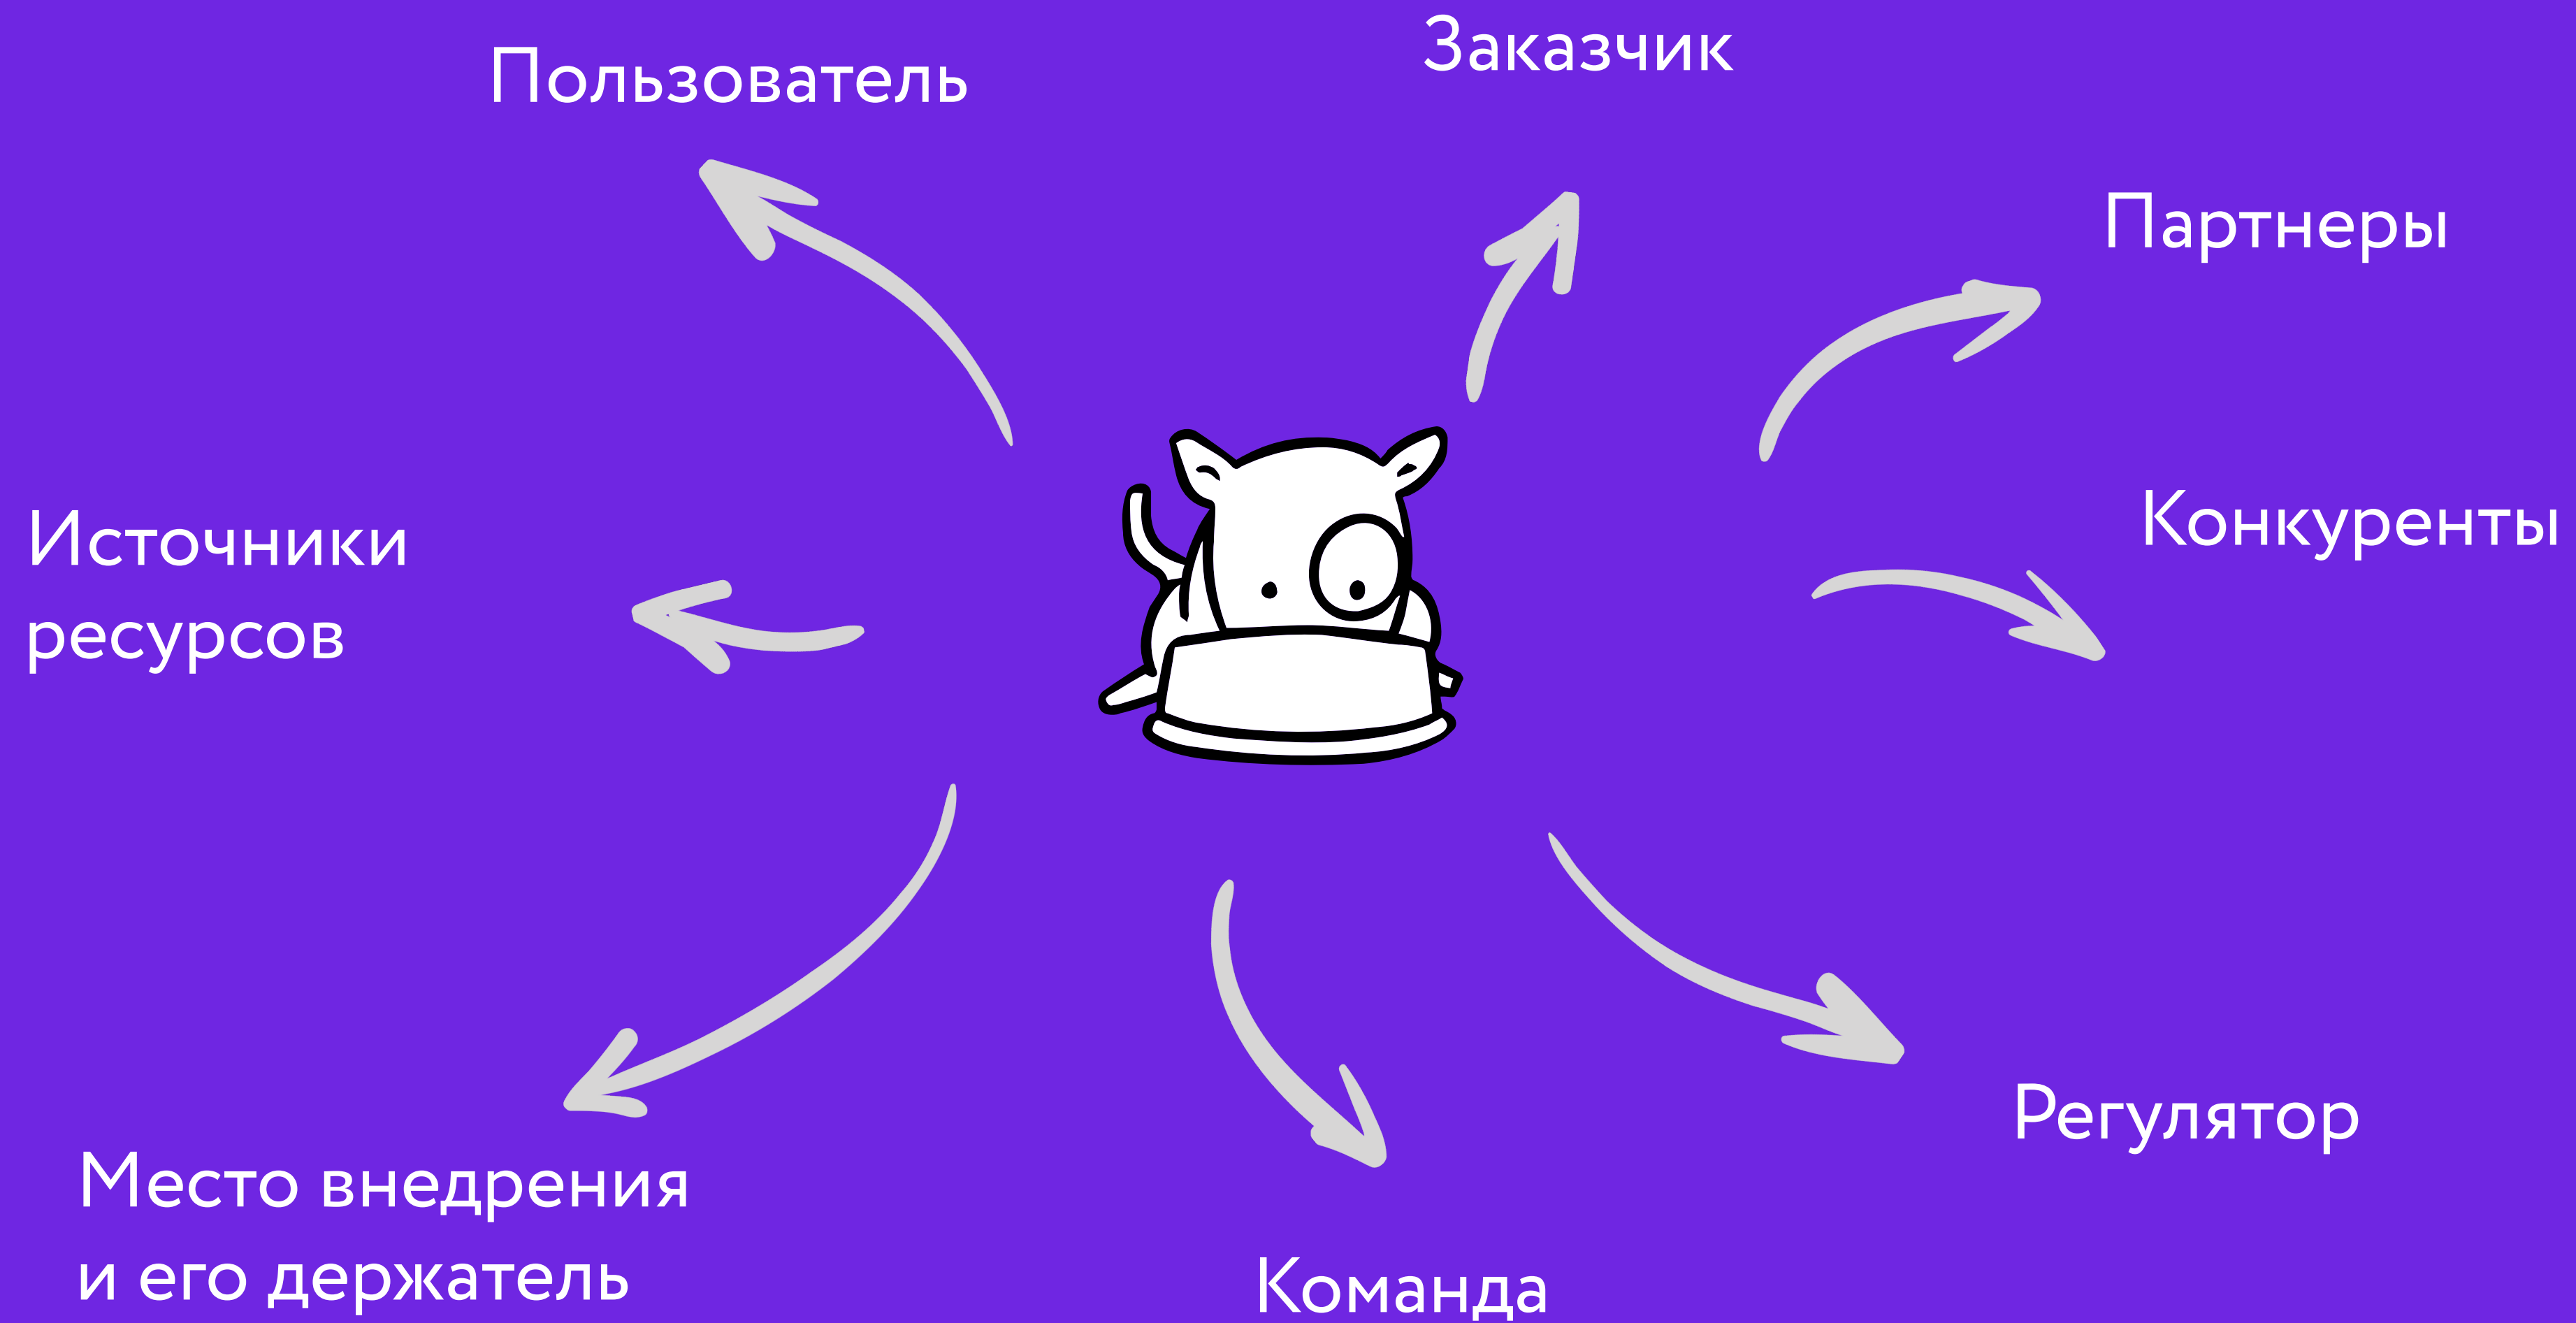 Заказчик
Пользователь
Партнеры
Конкуренты
Источники
ресурсов
Регулятор
Место внедрения
и его держатель
Команда